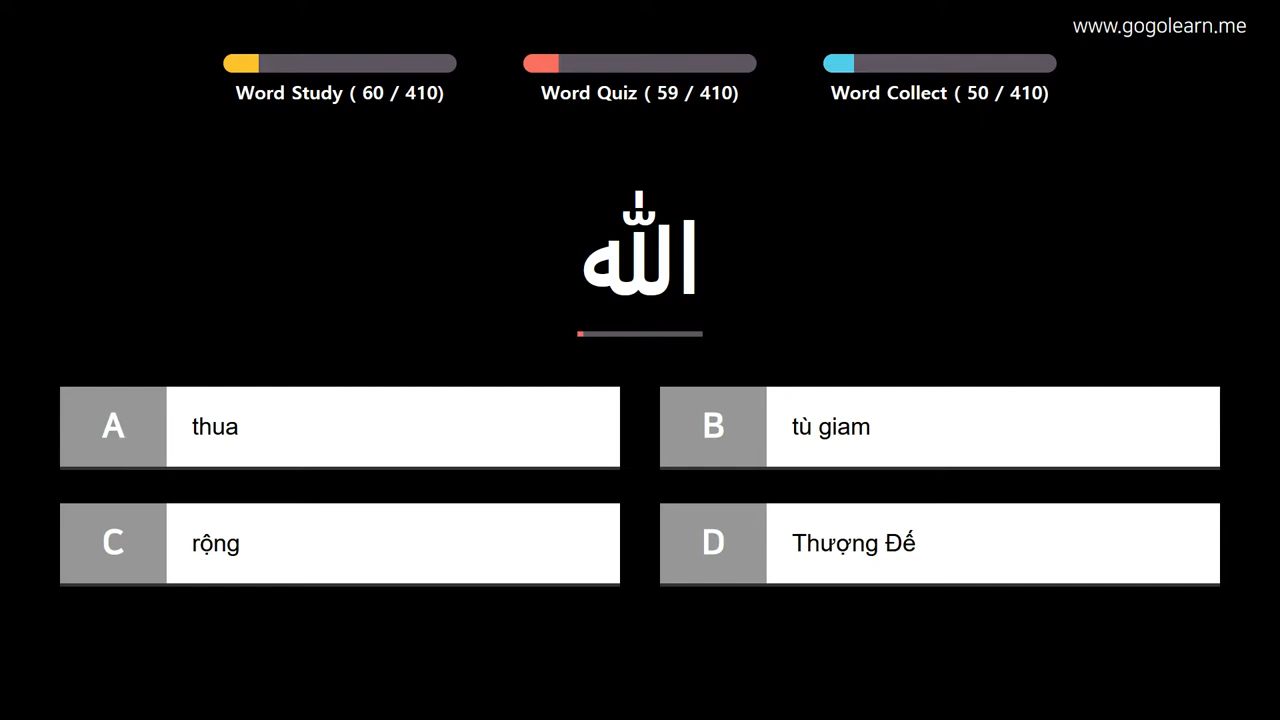 www.gogolearn.me
Word Study ( 60 / 410)
Word Quiz ( 59 / 410)
Word Collect ( 50 / 410)
الله
A
thua
B
tù giam
C
rộng
D
Thượng Đế